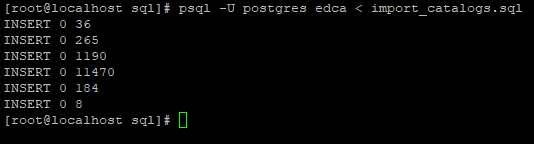 [root@localhost sql]# psql -U postgres edca < import_catalogs.sql
INSERT 0 36
INSERT 0 265
INSERT 0 1190
INSERT 0 11470
INSERT 0 184
INSERT 0 8
[root@localhost sql]#